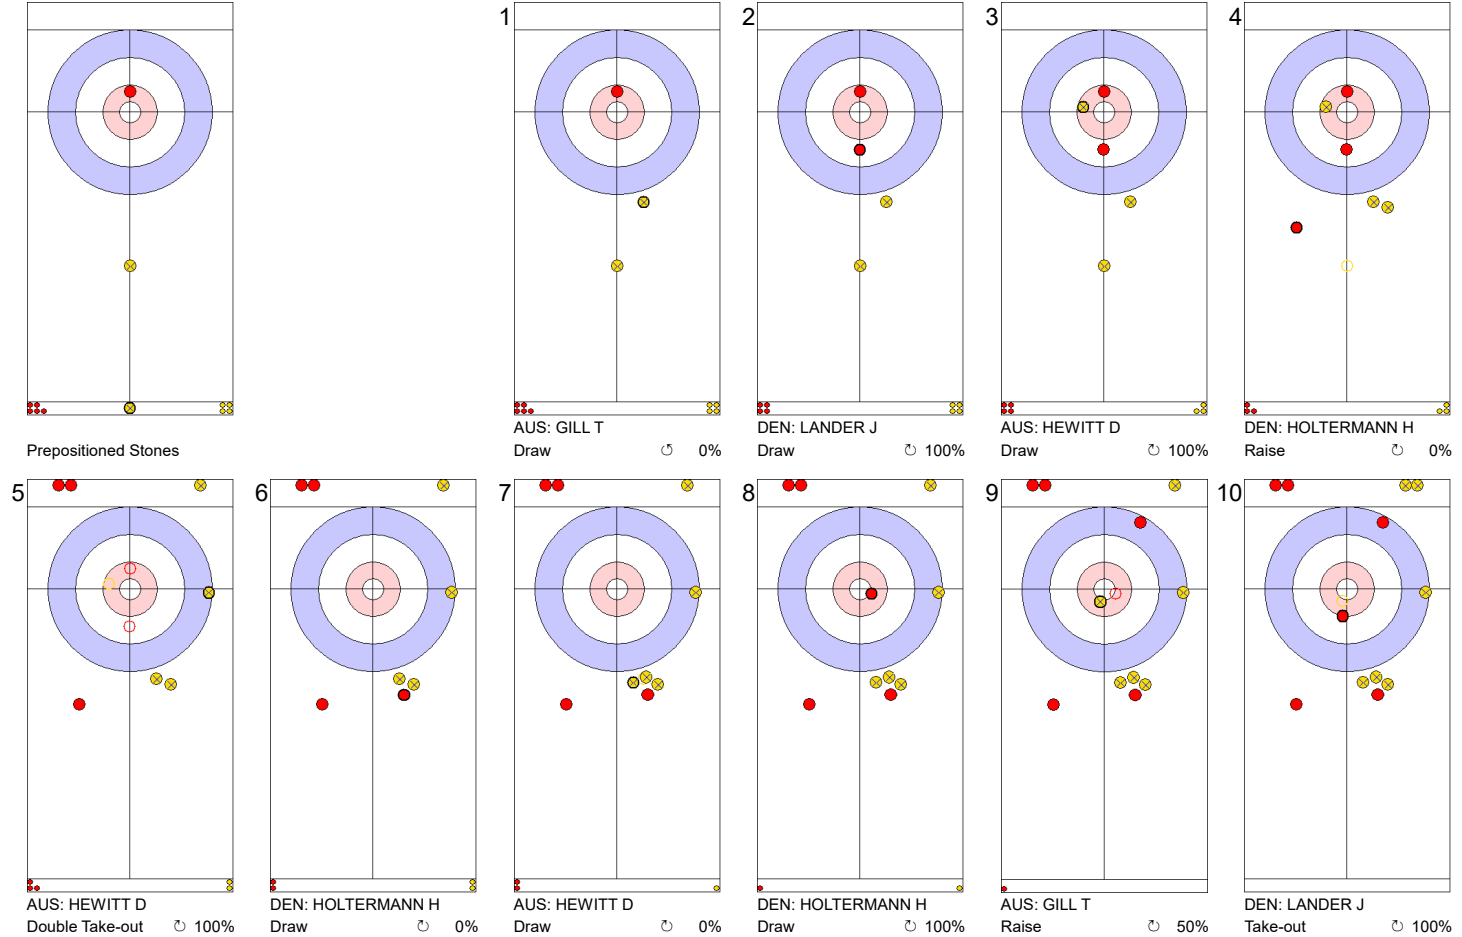 1
2
3
4
Prepositioned Stones
AUS: GILL T
Draw ↺ 0%
DEN: LANDER J
Draw ↻ 100%
AUS: HEWITT D
Draw ↻ 100%
DEN: HOLTERMANN H
Raise ↻ 0%
5
6
7
8
9
10
AUS: HEWITT D
Double Take-out ↻ 100%
DEN: HOLTERMANN H
Draw ↻ 0%
AUS: HEWITT D
Draw ↻ 0%
DEN: HOLTERMANN H
Draw ↻ 100%
AUS: GILL T
Raise ↻ 50%
DEN: LANDER J
Take-out ↻ 100%